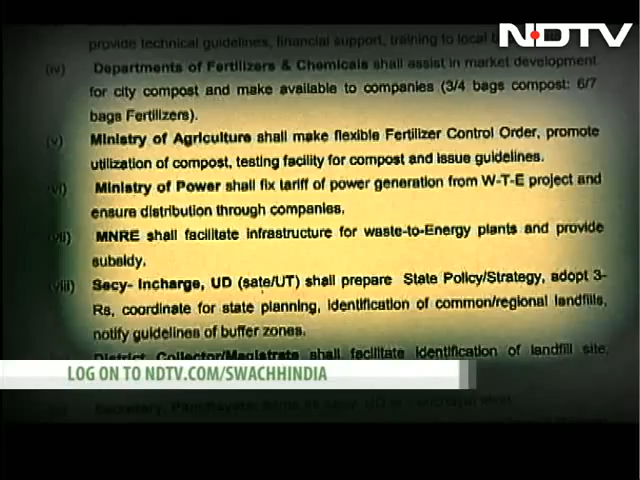 NDTV
provide technical guidelines, financial support, training to local
(iv) Departments of Fertilizers & Chemicals shall assist in market development
for city compost and make available to companies (3/4 bags compost: 6/7
bags Fertilizers).
(v) Ministry of Agriculture shall make flexible Fertilizer Control Order, promote
utilization of compost, testing facility for compost and issue guidelines.
(vi) Ministry of Power shall fix tariff of power generation from W-T-E project and
ensure distribution through companies.
(vii) MNRE shall facilitate infrastructure for waste-to-Energy plants and provide
subsidy.
(viii) Secy- Incharge, UD (sate/UT) shall prepare State Policy/Strategy, adopt 3-
Rs, coordinate for state planning, identification of common/regional landfills,
notify guidelines of buffer zones.
District Collector/Magistrate shall facilitate identification of landfill site,
LOG ON TO NDTV.COM/SWACHHINDIA